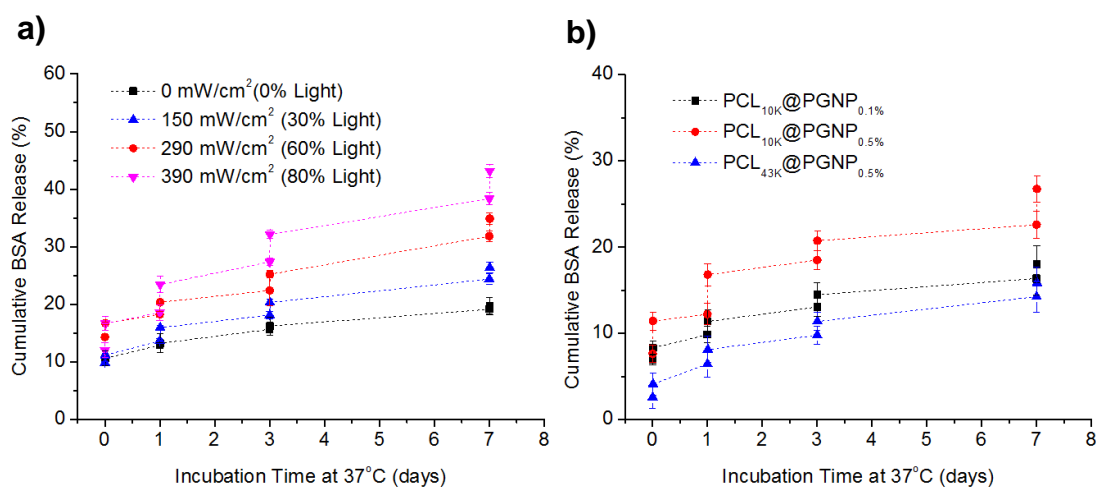 a)
Cumulative BSA Release (%)
60
50
40
30
20
10
0
0 mW/cm²(0% Light)
150 mW/cm² (30% Light)
290 mW/cm² (60% Light)
390 mW/cm² (80% Light)
0 1 2 3 4 5 6 7 8
Incubation Time at 37°C (days)
b)
Cumulative BSA Release (%)
40
30
20
10
0
PCL10K@PGNP0.1%
PCL10K@PGNP0.5%
PCL43K@PGNP0.5%
0 1 2 3 4 5 6 7 8
Incubation Time at 37°C (days)